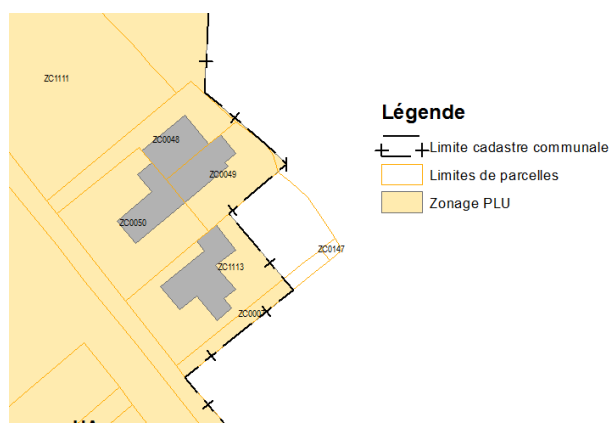 ZC1111
ZC0048
ZC0049
ZC0050
ZC0147
ZC1113
ZC0007
Légende
Limite cadastre communale
Limites de parcelles
Zonage PLU